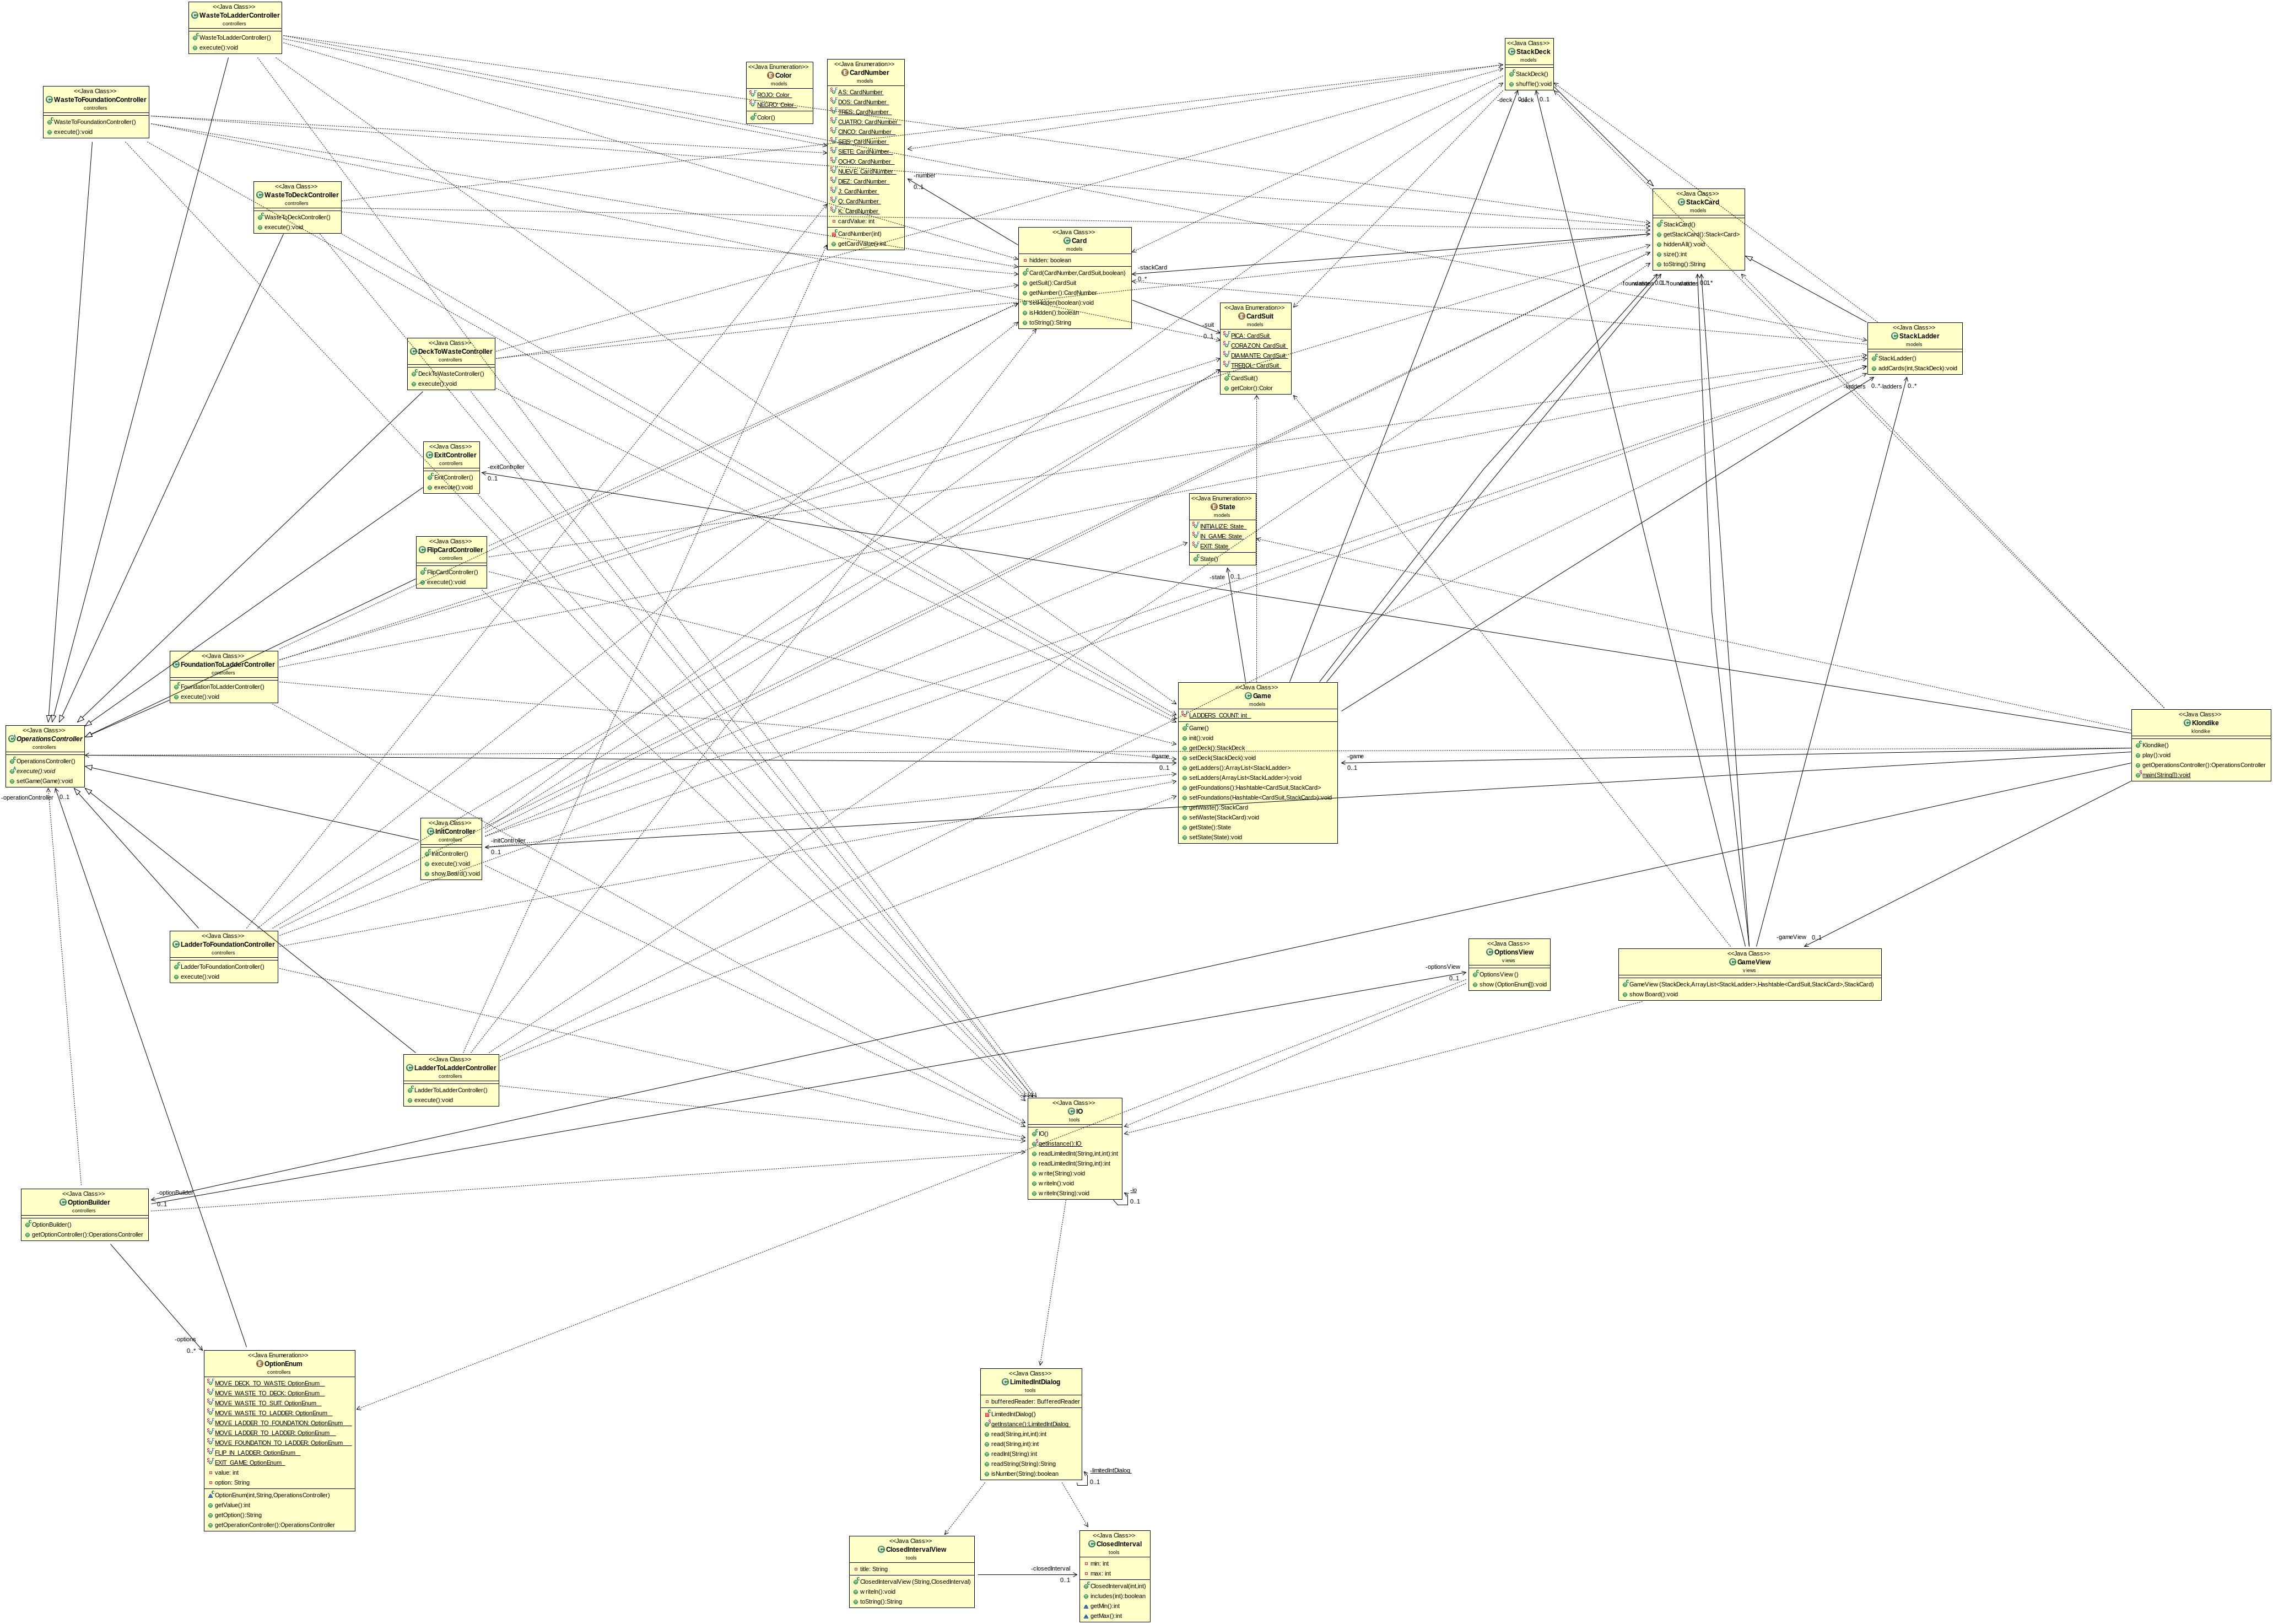 <<Java Class>>
WasteToLadderController
controllers
WasteToLadderController()
execute():void
<<Java Class>>
WasteToFoundationController
controllers
WasteToFoundationController()
execute():void
<<Java Class>>
WasteToDeckController
controllers
WasteToDeckController()
execute():void
<<Java Enumeration>>
Color
models
ROJO: Color
NEGRO: Color
Color()
<<Java Enumeration>>
CardNumber
models
AS: CardNumber
DOS: CardNumber
TRES: CardNumber
CUATRO: CardNumber
CINCO: CardNumber
SEIS: CardNumber
SIETE: CardNumber
OCHO: CardNumber
NUEVE: CardNumber
DIEZ: CardNumber
J: CardNumber
Q: CardNumber
K: CardNumber
cardValue: int
CardNumber(int)
getCardValue():int
-number
0..1
<<Java Class>>
StackDeck
models
StackDeck()
shuffle():void
-deck
0..1
-deck
0..1
<<Java Class>>
StackCard
models
StackCard()
getStackCard():Stack<Card>
hiddenAll():void
size():int
toString():String
<<Java Class>>
Card
models
hidden: boolean
Card(CardNumber,CardSuit,boolean)
getSuit():CardSuit
getNumber():CardNumber
setHidden(boolean):void
isHidden():boolean
toString():String
-stackCard
0..*
-suit
0..1
<<Java Enumeration>>
CardSuit
models
PICA: CardSuit
CORAZON: CardSuit
DIAMANTE: CardSuit
TREBOL: CardSuit
CardSuit()
getColor():Color
<<Java Class>>
StackLadder
models
StackLadder()
addCards(int,StackDeck):void
-ladders
0..*
-ladders
0..*
<<Java Class>>
DeckToWasteController
controllers
DeckToWasteController()
execute():void
<<Java Class>>
ExitController
controllers
ExitController()
execute():void
-exitController
0..1
<<Java Enumeration>>
State
models
INITIALIZE: State
IN_GAME: State
EXIT: State
State()
-state
0..1
<<Java Class>>
FlipCardController
controllers
FlipCardController()
execute():void
<<Java Class>>
FoundationToLadderController
controllers
FoundationToLadderController()
execute():void
<<Java Class>>
Game
models
LADDERS_COUNT: int
Game()
init():void
getDeck():StackDeck
setDeck(StackDeck):void
getLadders():ArrayList<StackLadder>
setLadders(ArrayList<StackLadder>):void
getFoundations():Hashtable<CardSuit,StackCard>
setFoundations(Hashtable<CardSuit,StackCard>):void
getWaste():StackCard
setWaste(StackCard):void
getState():State
setState(State):void
#game
0..1
-game
0..1
<<Java Class>>
Klondike
klondike
Klondike()
play():void
getOperationsController():OperationsController
main(String[]):void
<<Java Class>>
OperationsController
controllers
OperationsController()
execute():void
setGame(Game):void
-operationController
0..1
<<Java Class>>
InitController
controllers
InitController()
execute():void
showBoard():void
-initController
0..1
<<Java Class>>
LadderToFoundationController
controllers
LadderToFoundationController()
execute():void
<<Java Class>>
OptionsView
views
OptionsView()
show(OptionEnum[]):void
-optionsView
0..1
-gameView
0..1
<<Java Class>>
GameView
views
GameView(StackDeck,ArrayList<StackLadder>,Hashtable<CardSuit,StackCard>,StackCard)
showBoard():void
<<Java Class>>
LadderToLadderController
controllers
LadderToLadderController()
execute():void
<<Java Class>>
IO
tools
IO()
getInstance():IO
readLimitedInt(String,int,int):int
readLimitedInt(String,int):int
write(String):void
writeln():void
writeln(String):void
-io
0..1
<<Java Class>>
OptionBuilder
controllers
OptionBuilder()
getOptionController():OperationsController
-optionBuilder
0..1
-options
0..*
<<Java Enumeration>>
OptionEnum
controllers
MOVE_DECK_TO_WASTE: OptionEnum
MOVE_WASTE_TO_DECK: OptionEnum
MOVE_WASTE_TO_SUIT: OptionEnum
MOVE_WASTE_TO_LADDER: OptionEnum
MOVE_LADDER_TO_FOUNDATION: OptionEnum
MOVE_LADDER_TO_LADDER: OptionEnum
MOVE_FOUNDATION_TO_LADDER: OptionEnum
FLIP_IN_LADDER: OptionEnum
EXIT_GAME: OptionEnum
value: int
option: String
OptionEnum(int,String,OperationsController)
getValue():int
getOption():String
getOperationController():OperationsController
<<Java Class>>
LimitedIntDialog
tools
bufferedReader: BufferedReader
LimitedIntDialog()
getInstance():LimitedIntDialog
read(String,int,int):int
read(String,int):int
readInt(String):int
readString(String):String
isNumber(String):boolean
-limitedIntDialog
0..1
<<Java Class>>
ClosedIntervalView
tools
title: String
ClosedIntervalView(String,ClosedInterval)
writeln():void
toString():String
-closedInterval
0..1
<<Java Class>>
ClosedInterval
tools
min: int
max: int
ClosedInterval(int,int)
includes(int):boolean
getMin():int
getMax():int